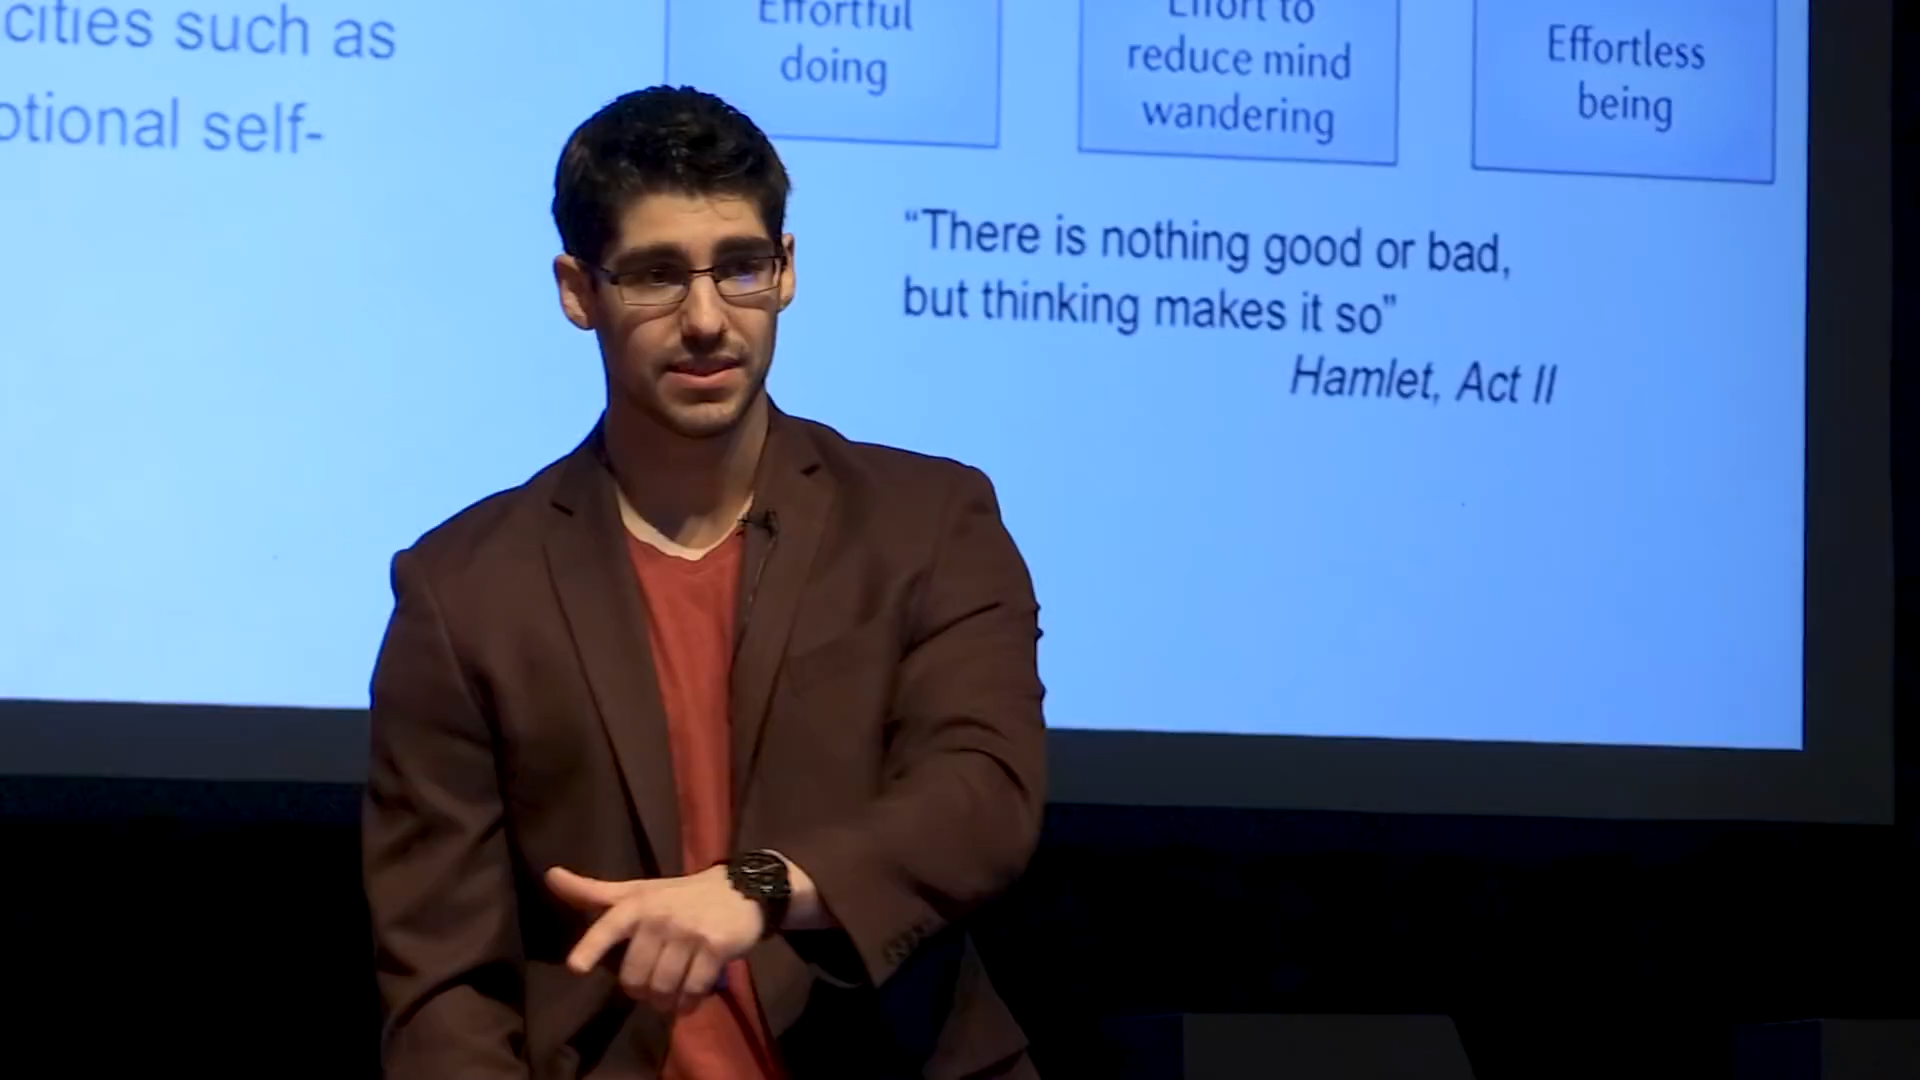 cities such as
otional self-
Effortful
doing
Effort to
reduce mind
wandering
Effortless
being
“There is nothing good or bad,
but thinking makes it so”
Hamlet, Act II